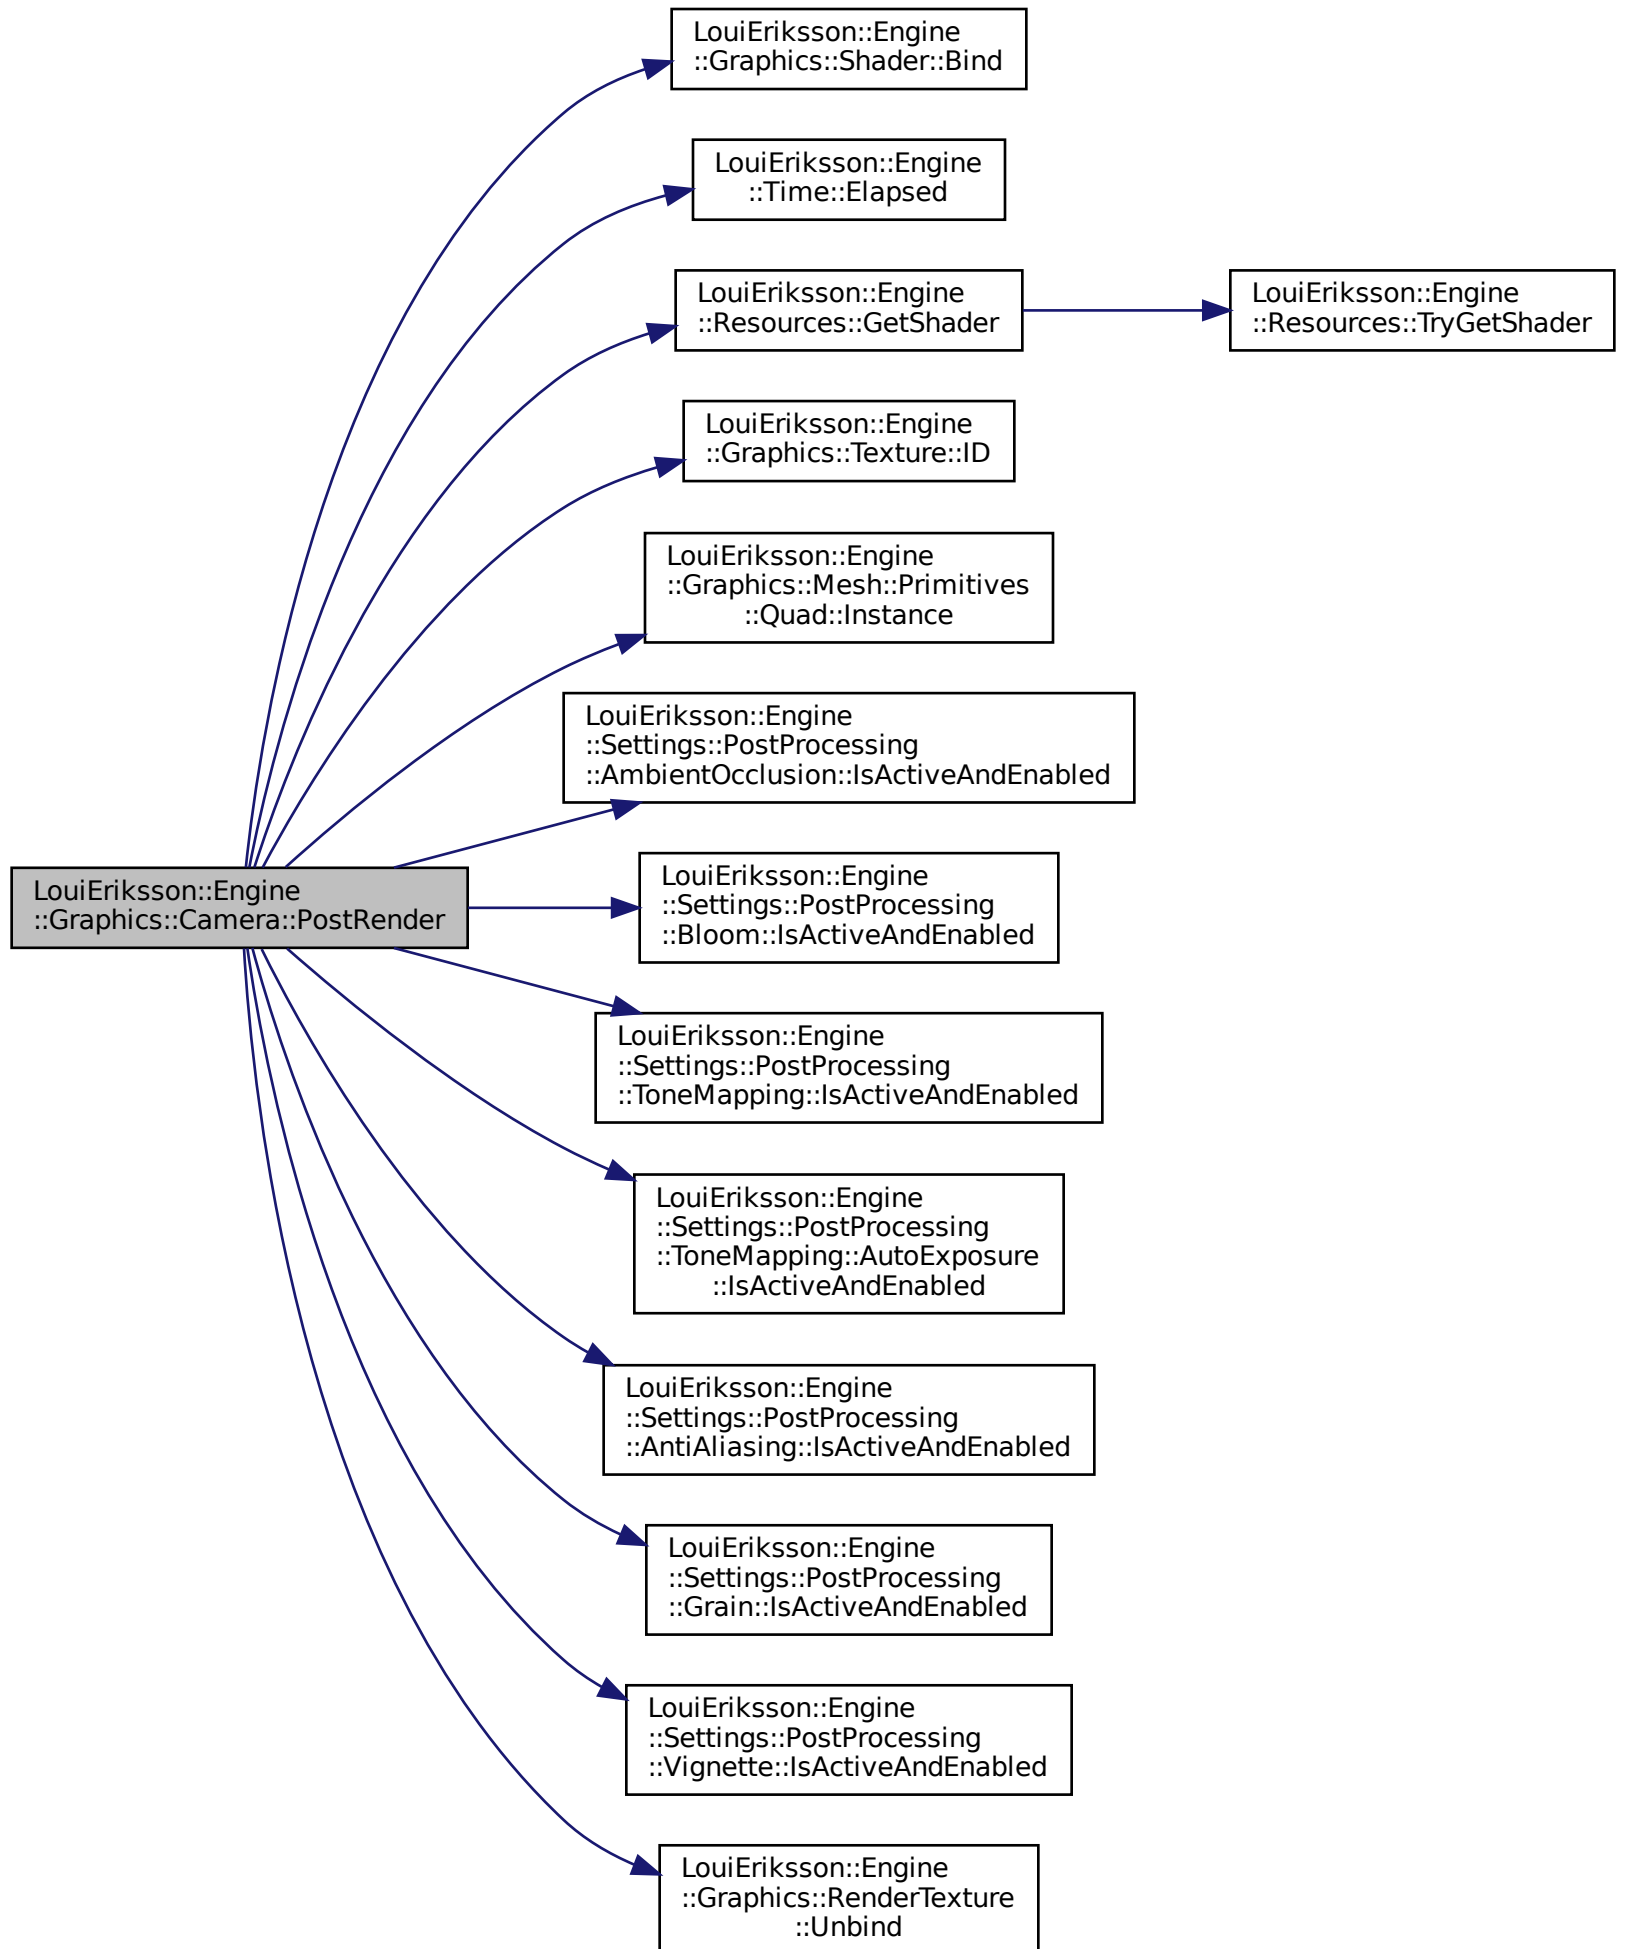 LouiEriksson::Engine
::Graphics::Shader::Bind
LouiEriksson::Engine
::Time::Elapsed
LouiEriksson::Engine
::Resources::GetShader
LouiEriksson::Engine
::Resources::TryGetShader
LouiEriksson::Engine
::Graphics::Texture::ID
LouiEriksson::Engine
::Graphics::Mesh::Primitives
::Quad::Instance
LouiEriksson::Engine
::Settings::PostProcessing
::AmbientOcclusion::IsActiveAndEnabled
LouiEriksson::Engine
::Graphics::Camera::PostRender
LouiEriksson::Engine
::Settings::PostProcessing
::Bloom::IsActiveAndEnabled
LouiEriksson::Engine
::Settings::PostProcessing
::ToneMapping::IsActiveAndEnabled
LouiEriksson::Engine
::Settings::PostProcessing
::ToneMapping::AutoExposure
::IsActiveAndEnabled
LouiEriksson::Engine
::Settings::PostProcessing
::AntiAliasing::IsActiveAndEnabled
LouiEriksson::Engine
::Settings::PostProcessing
::Grain::IsActiveAndEnabled
LouiEriksson::Engine
::Settings::PostProcessing
::Vignette::IsActiveAndEnabled
LouiEriksson::Engine
::Graphics::RenderTexture
::Unbind